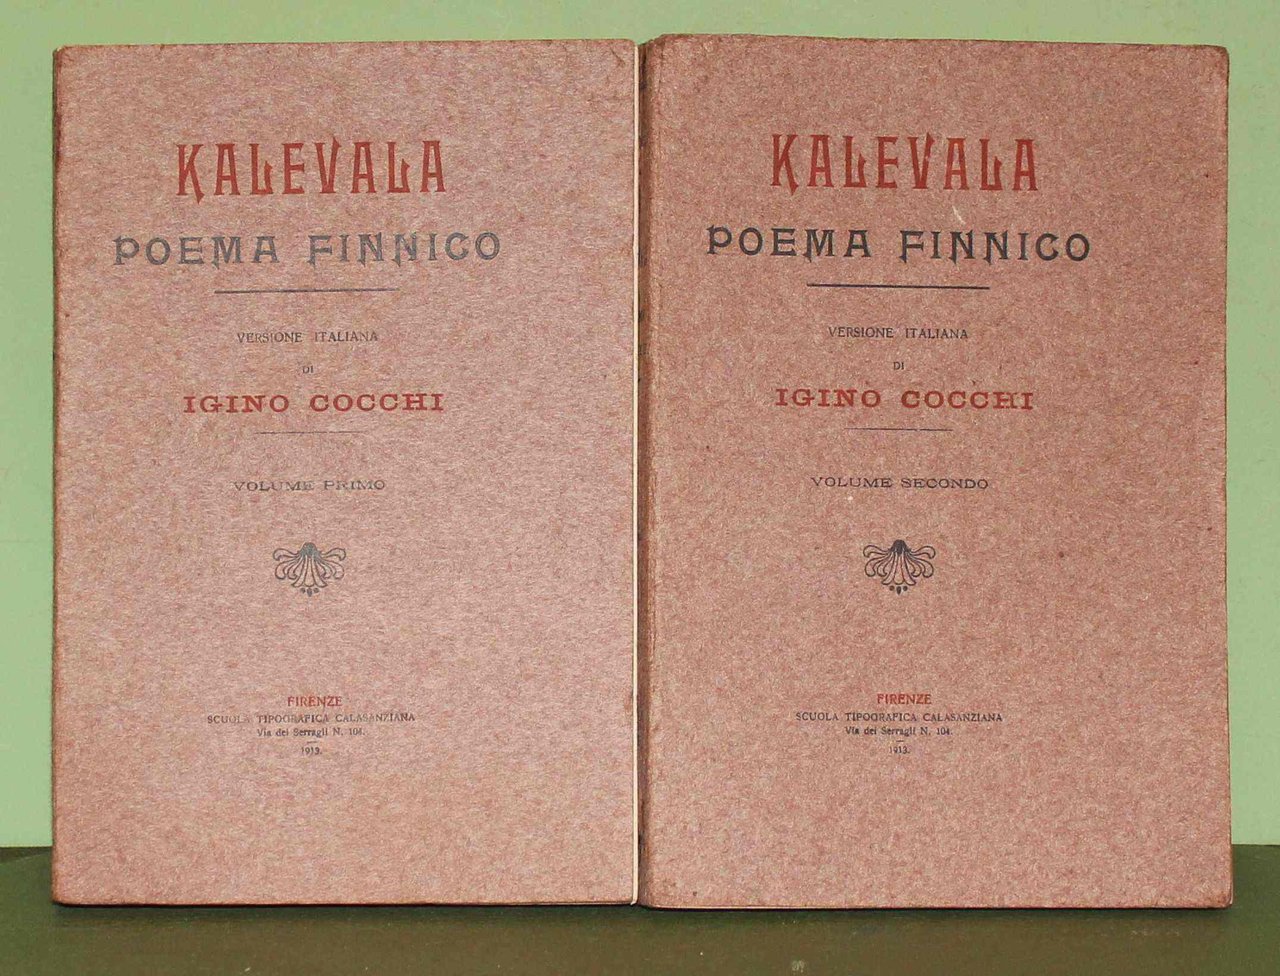 KALEVALA
POEMA FINNICO
VERSIONE ITALIANA
DI
IGINO COCCHI
VOLUME PRIMO
FIRENZE
SCUOLA TIPOGRAFICA CALASANZIANA
Via dei Serragli N. 104.
1913.
KALEVALA
POEMA FINNICO
VERSIONE ITALIANA
DI
IGINO COCCHI
VOLUME SECONDO
FIRENZE
SCUOLA TIPOGRAFICA CALASANZIANA
Via dei Serragli N. 104.
1913.